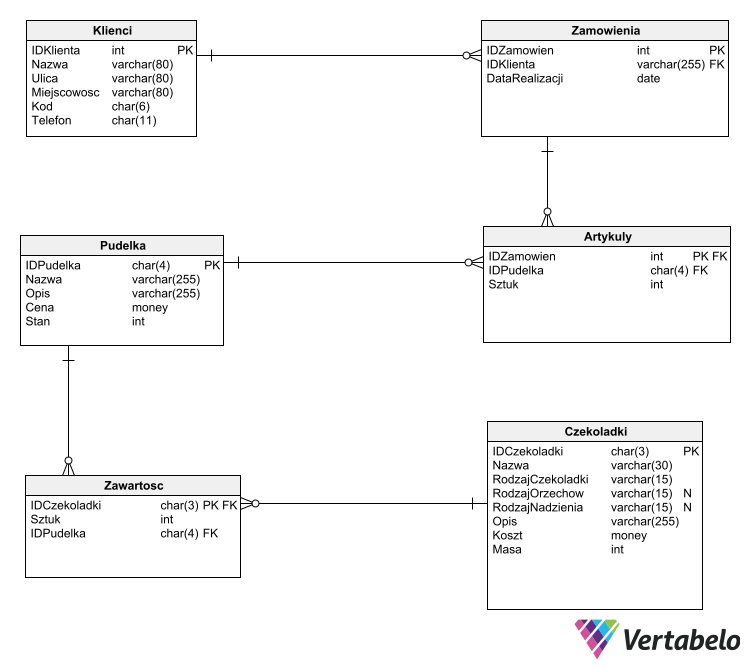 Klienci
IDKlienta int PK
Nazwa varchar(80)
Ulica varchar(80)
Miejscowosc varchar(80)
Kod char(6)
Telefon char(11)
Zamowienia
IDZamowien int PK
IDKlienta varchar(255) FK
DataRealizacji date
Pudelka
IDPudelka char(4) PK
Nazwa varchar(255)
Opis varchar(255)
Cena money
Stan int
Artykuly
IDZamowien int PK FK
IDPudelka char(4) FK
Sztuk int
Zawartosc
IDCzekoladki char(3) PK FK
Sztuk int
IDPudelka char(4) FK
Czekoladki
IDCzekoladki char(3) PK
Nazwa varchar(30)
RodzajCzekoladki varchar(15)
RodzajOrzechow varchar(15) N
RodzajNadzienia varchar(15) N
Opis varchar(255)
Koszt money
Masa int
Vertabelo